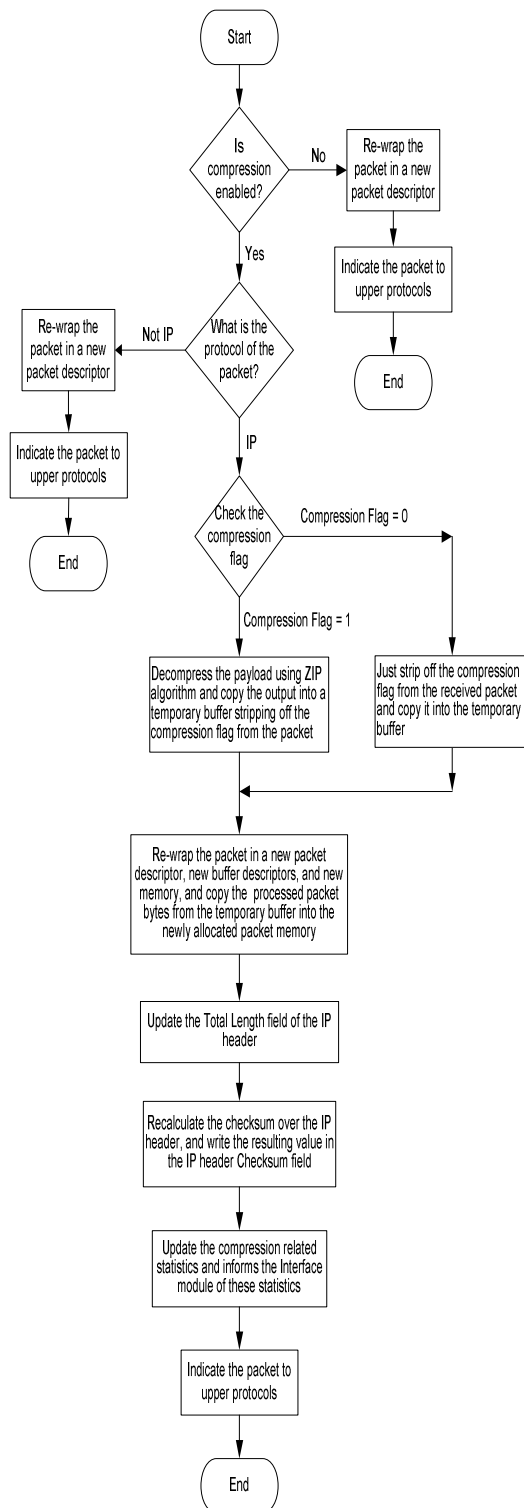 Start
Is
compression
enabled?
No
Re-wrap the
packet in a new
packet descriptor
Indicate the packet to
upper protocols
End
Yes
What is the
protocol of the
packet?
Not IP
Re-wrap the
packet in a new
packet descriptor
Indicate the packet to
upper protocols
End
IP
Check the
compression
flag
Compression Flag = 0
Compression Flag = 1
Decompress the payload using ZIP
algorithm and copy the output into a
temporary buffer stripping off the
compression flag from the packet
Just strip off the compression
flag from the received packet
and copy it into the temporary
buffer
Re-wrap the packet in a new packet
descriptor, new buffer descriptors, and new
memory, and copy the processed packet
bytes from the temporary buffer into the
newly allocated packet memory
Update the Total Length field of the IP
header
Recalculate the checksum over the IP
header, and write the resulting value in
the IP header Checksum field
Update the compression related
statistics and informs the Interface
module of these statistics
Indicate the packet to
upper protocols
End